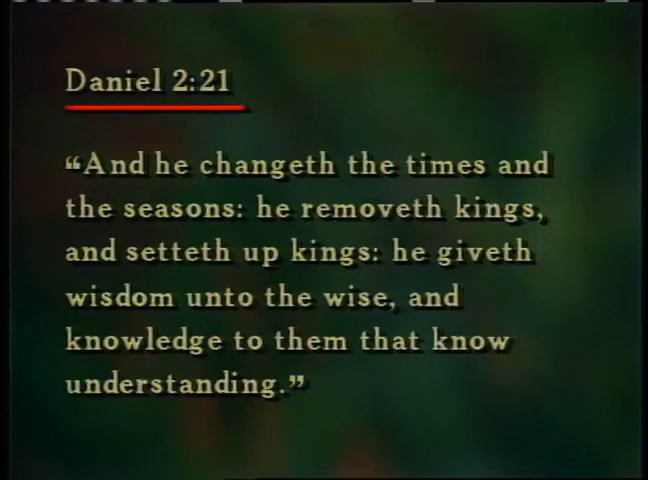 Daniel 2:21
“And he changeth the times and
the seasons: he removeth kings,
and setteth up kings: he giveth
wisdom unto the wise, and
knowledge to them that know
understanding.”